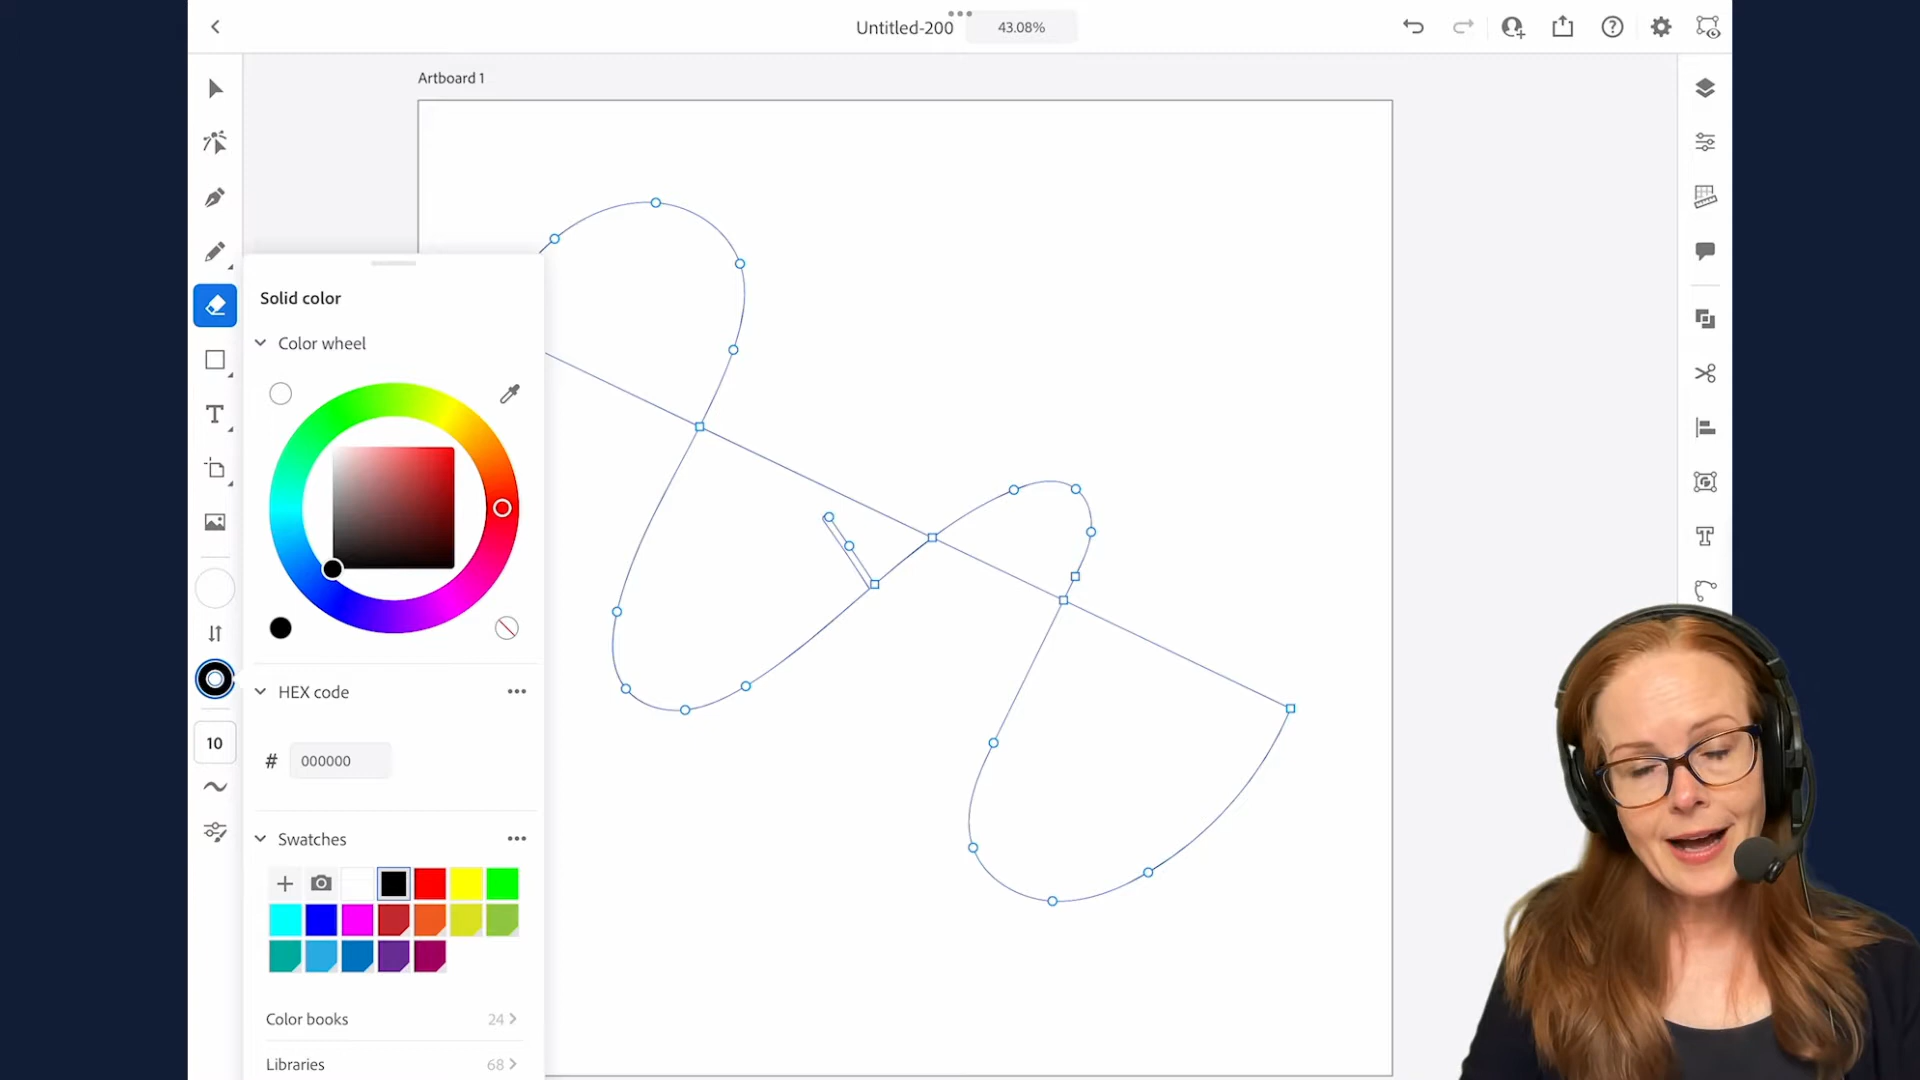 Untitled-200
43.08%
Artboard 1
Solid color
Color wheel
HEX code
10
# 000000
Swatches
Color books 24
Libraries 68